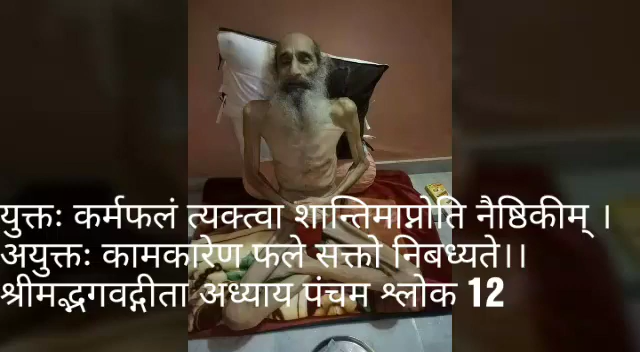 युक्तः कर्मफलं त्यक्त्वा शान्तिमाप्नोति नैष्ठिकीम् ।
अयुक्तः कामकारेण फले सक्तो निबध्यते।।
श्रीमद्भगवद्गीता अध्याय पंचम श्लोक 12